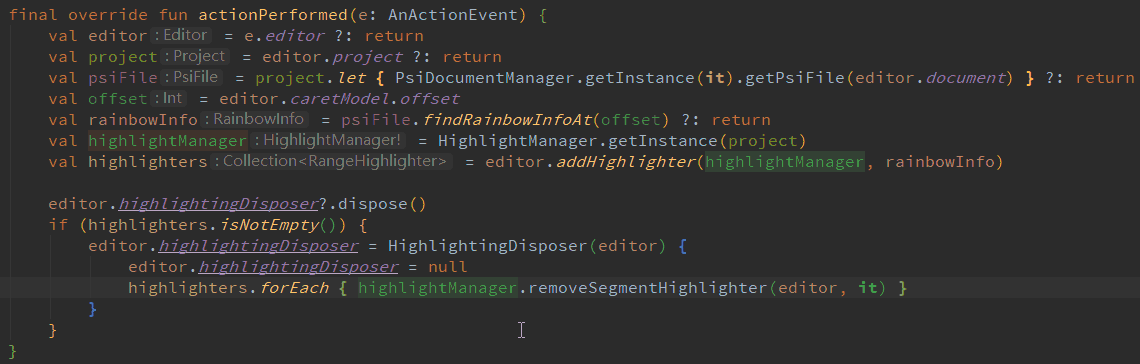 final override fun actionPerformed(e: AnActionEvent) {
    val editor : Editor = e.editor ?: return
    val project : Project = editor.project ?: return
    val psiFile : PsiFile = project.let { PsiDocumentManager.getInstance(it).getPsiFile(editor.document) } ?: return
    val offset : Int = editor.caretModel.offset
    val rainbowInfo : RainbowInfo = psiFile.findRainbowInfoAt(offset) ?: return
    val highlightManager : HighlightManager! = HighlightManager.getInstance(project)
    val highlighters : Collection<RangeHighlighter> = editor.addHighlighter(highlightManager, rainbowInfo)

    editor.highlightingDisposer?.dispose()
    if (highlighters.isNotEmpty()) {
        editor.highlightingDisposer = HighlightingDisposer(editor) {
            editor.highlightingDisposer = null
            highlighters.forEach { highlightManager.removeSegmentHighlighter(editor, it) }
        }
    }
}